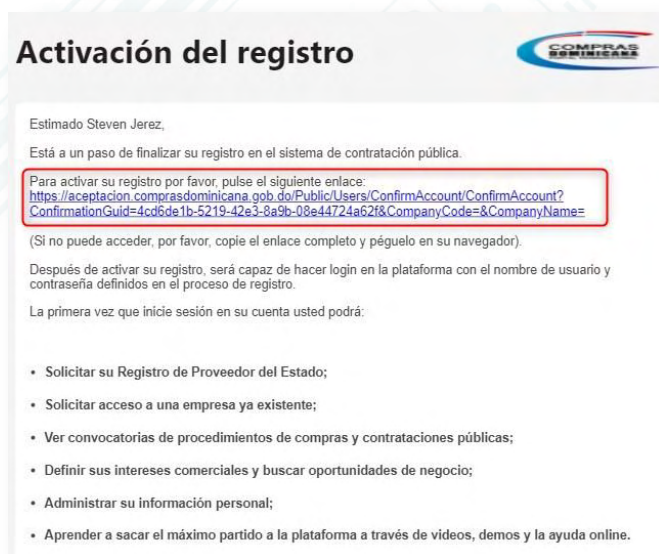 Activación del registro
COMPRAS
DOMINICANA
Estimado Steven Jerez,
Está a un paso de finalizar su registro en el sistema de contratación pública.
Para activar su registro por favor, pulse el siguiente enlace:
https://aceptacion.comprasdominicana.gob.do/Public/Users/ConfirmAccount/ConfirmAccount?
ConfirmationGuid=4cd6de1b-5219-42e3-8a9b-08e44724a62f&CompanyCode=&CompanyName=
(Si no puede acceder, por favor, copie el enlace completo y péguelo en su navegador).
Después de activar su registro, será capaz de hacer login en la plataforma con el nombre de usuario y
contraseña definidos en el proceso de registro.
La primera vez que inicie sesión en su cuenta usted podrá:
• Solicitar su Registro de Proveedor del Estado;
• Solicitar acceso a una empresa ya existente;
• Ver convocatorias de procedimientos de compras y contrataciones públicas;
• Definir sus intereses comerciales y buscar oportunidades de negocio;
• Administrar su información personal;
• Aprender a sacar el máximo partido a la plataforma a través de videos, demos y la ayuda online.